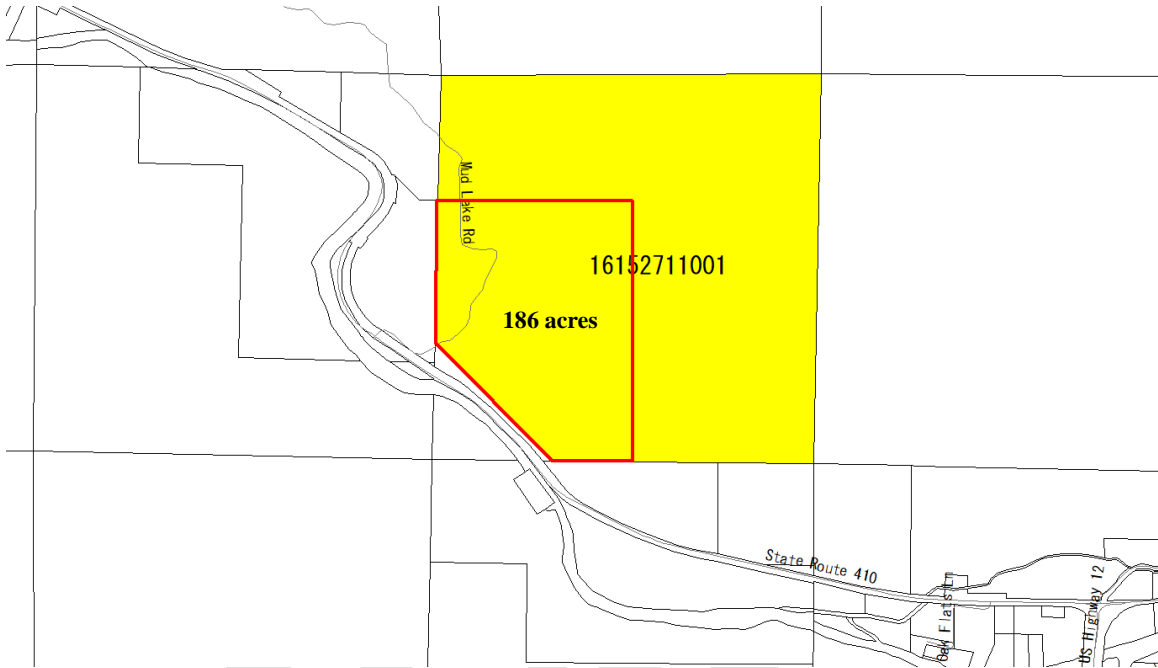 Mud Lake Rd
16152711001
186 acres
State Route 410
Oak Flats Ln
US Highway 12